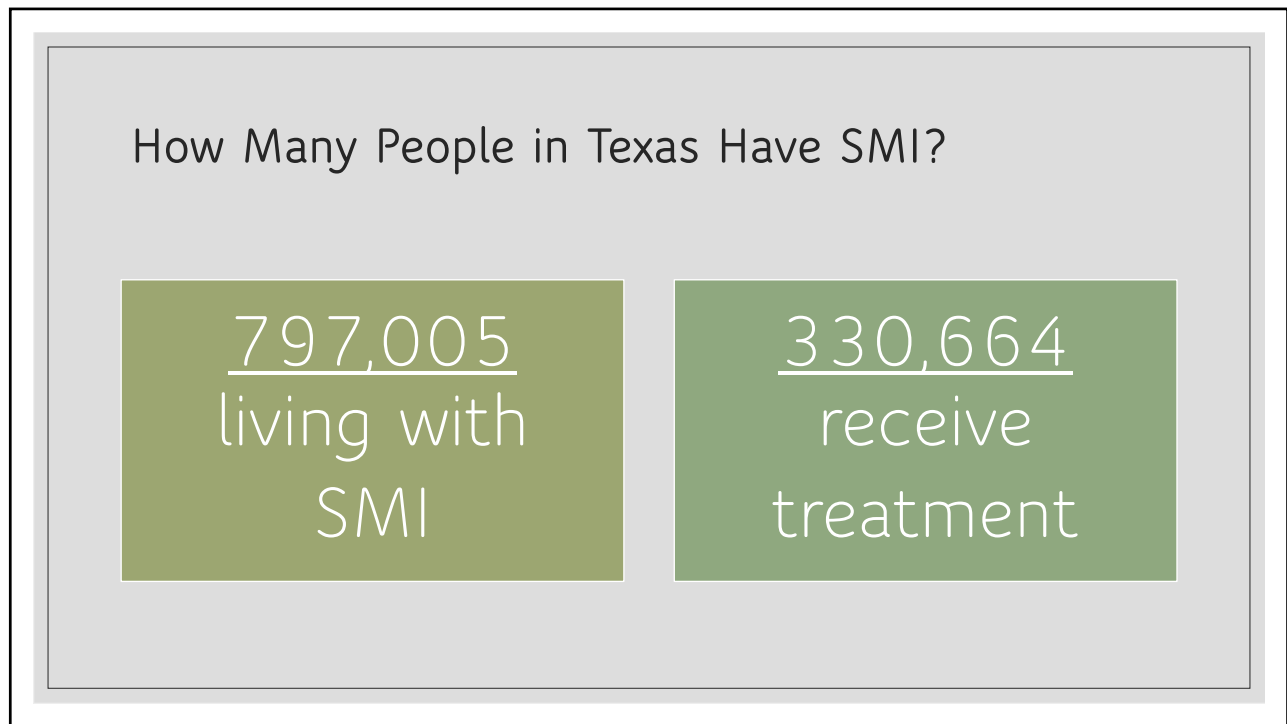 How Many People in Texas Have SMI?
797,005
living with
SMI
330,664
receive
treatment